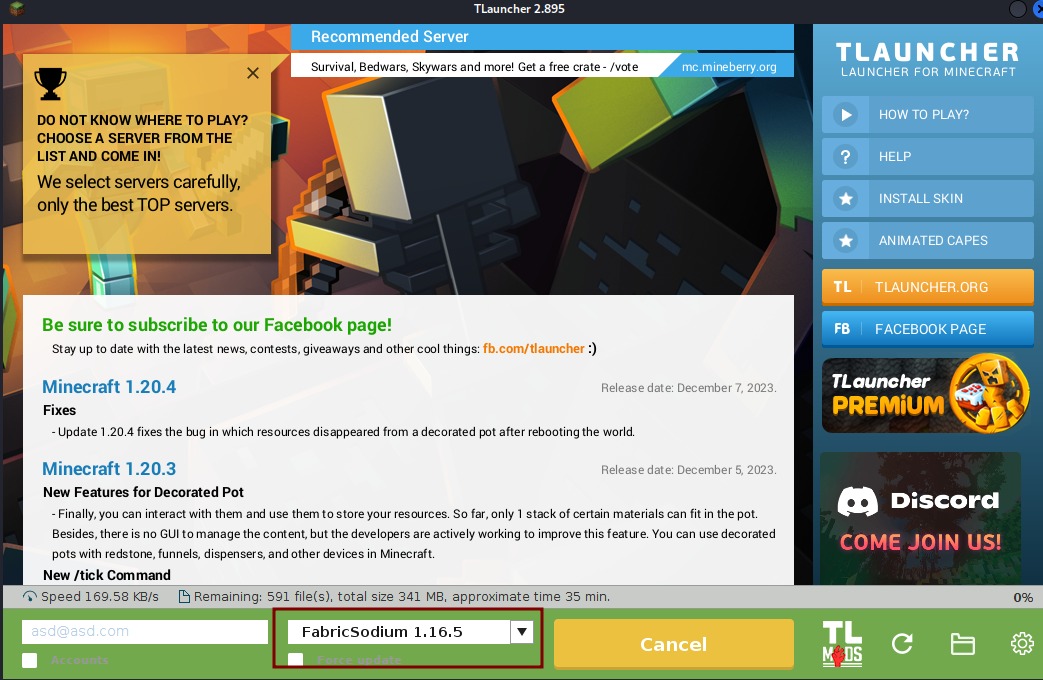 TLauncher 2.895
Recommended Server
Survival, Bedwars, Skywars and more! Get a free crate - /vote
mc.mineberry.org
DO NOT KNOW WHERE TO PLAY?
CHOOSE A SERVER FROM THE
LIST AND COME IN!
We select servers carefully,
only the best TOP servers.
TLAUNCHER
LAUNCHER FOR MINECRAFT
HOW TO PLAY?
? HELP
INSTALL SKIN
ANIMATED CAPES
TL TLAUNCHER.ORG
FB FACEBOOK PAGE
TLauncher
PREMIUM
Discord
COME JOIN US!
Be sure to subscribe to our Facebook page!
Stay up to date with the latest news, contests, giveaways and other cool things: fb.com/tlauncher :)
Minecraft 1.20.4
Release date: December 7, 2023.
Fixes
- Update 1.20.4 fixes the bug in which resources disappeared from a decorated pot after rebooting the world.
Minecraft 1.20.3
Release date: December 5, 2023.
New Features for Decorated Pot
- Finally, you can interact with them and use them to store your resources. So far, only 1 stack of certain materials can fit in the pot.
Besides, there is no GUI to manage the content, but the developers are actively working to improve this feature. You can use decorated
pots with redstone, funnels, dispensers, and other devices in Minecraft.
New /tick Command
Speed 169.58 KB/s
Remaining: 591 file(s), total size 341 MB, approximate time 35 min.
0%
asd@asd.com
FabricSodium 1.16.5
Cancel
TL
MODS
Accounts
Force update